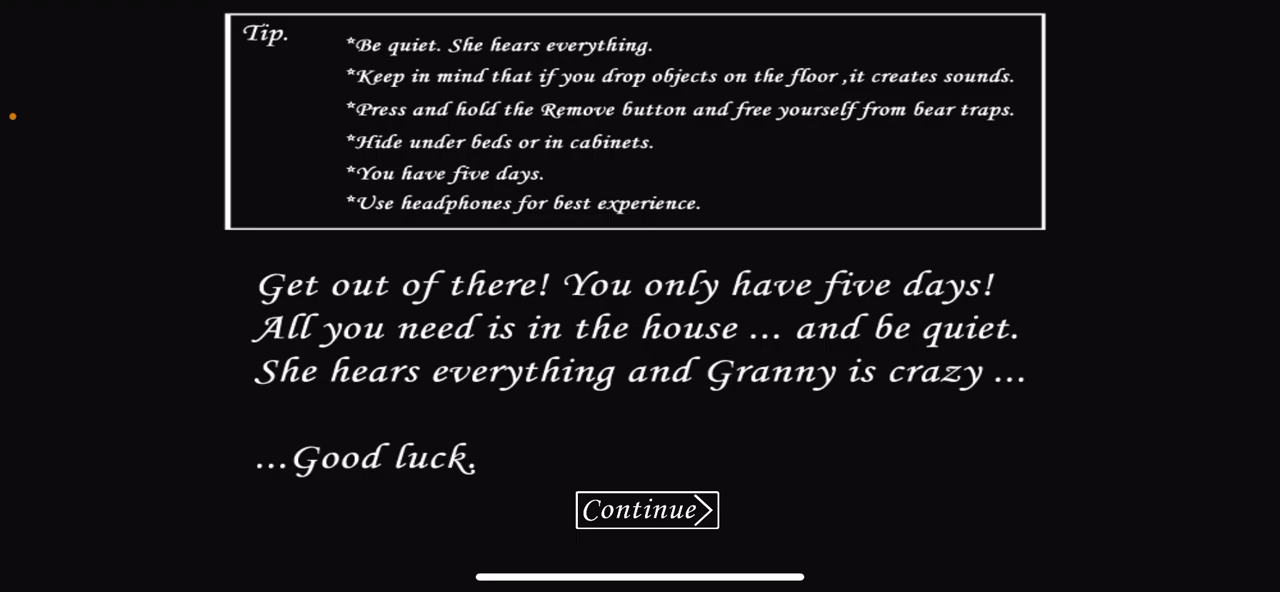 Tip.
*Be quiet. She hears everything.
*Keep in mind that if you drop objects on the floor ,it creates sounds.
*Press and hold the Remove button and free yourself from bear traps.
*Hide under beds or in cabinets.
*You have five days.
*Use headphones for best experience.
Get out of there! You only have five days!
All you need is in the house ... and be quiet.
She hears everything and Granny is crazy ...
...Good luck.
Continue